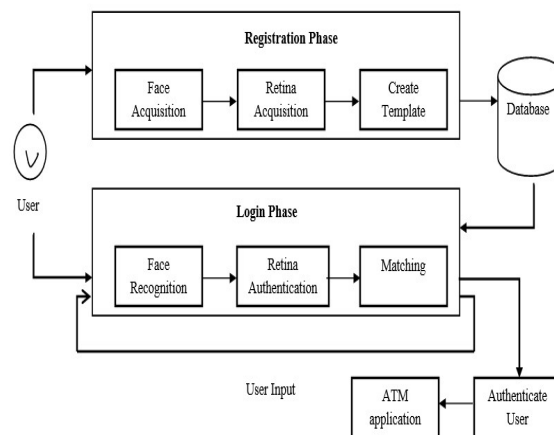 Registration Phase
Face
Acquisition
Retina
Acquisition
Create
Template
Database
User
Login Phase
Face
Recognition
Retina
Authentication
Matching
User Input
ATM
application
Authenticate
User